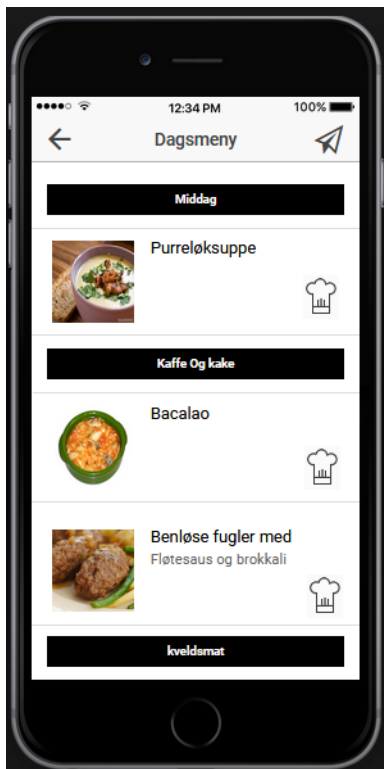 12:34 PM
100%
Dagsmeny
Middag
Purreløksuppe
Kaffe Og kake
Bacalao
Benløse fugler med
Fløtesaus og brokkali
kveldsmat